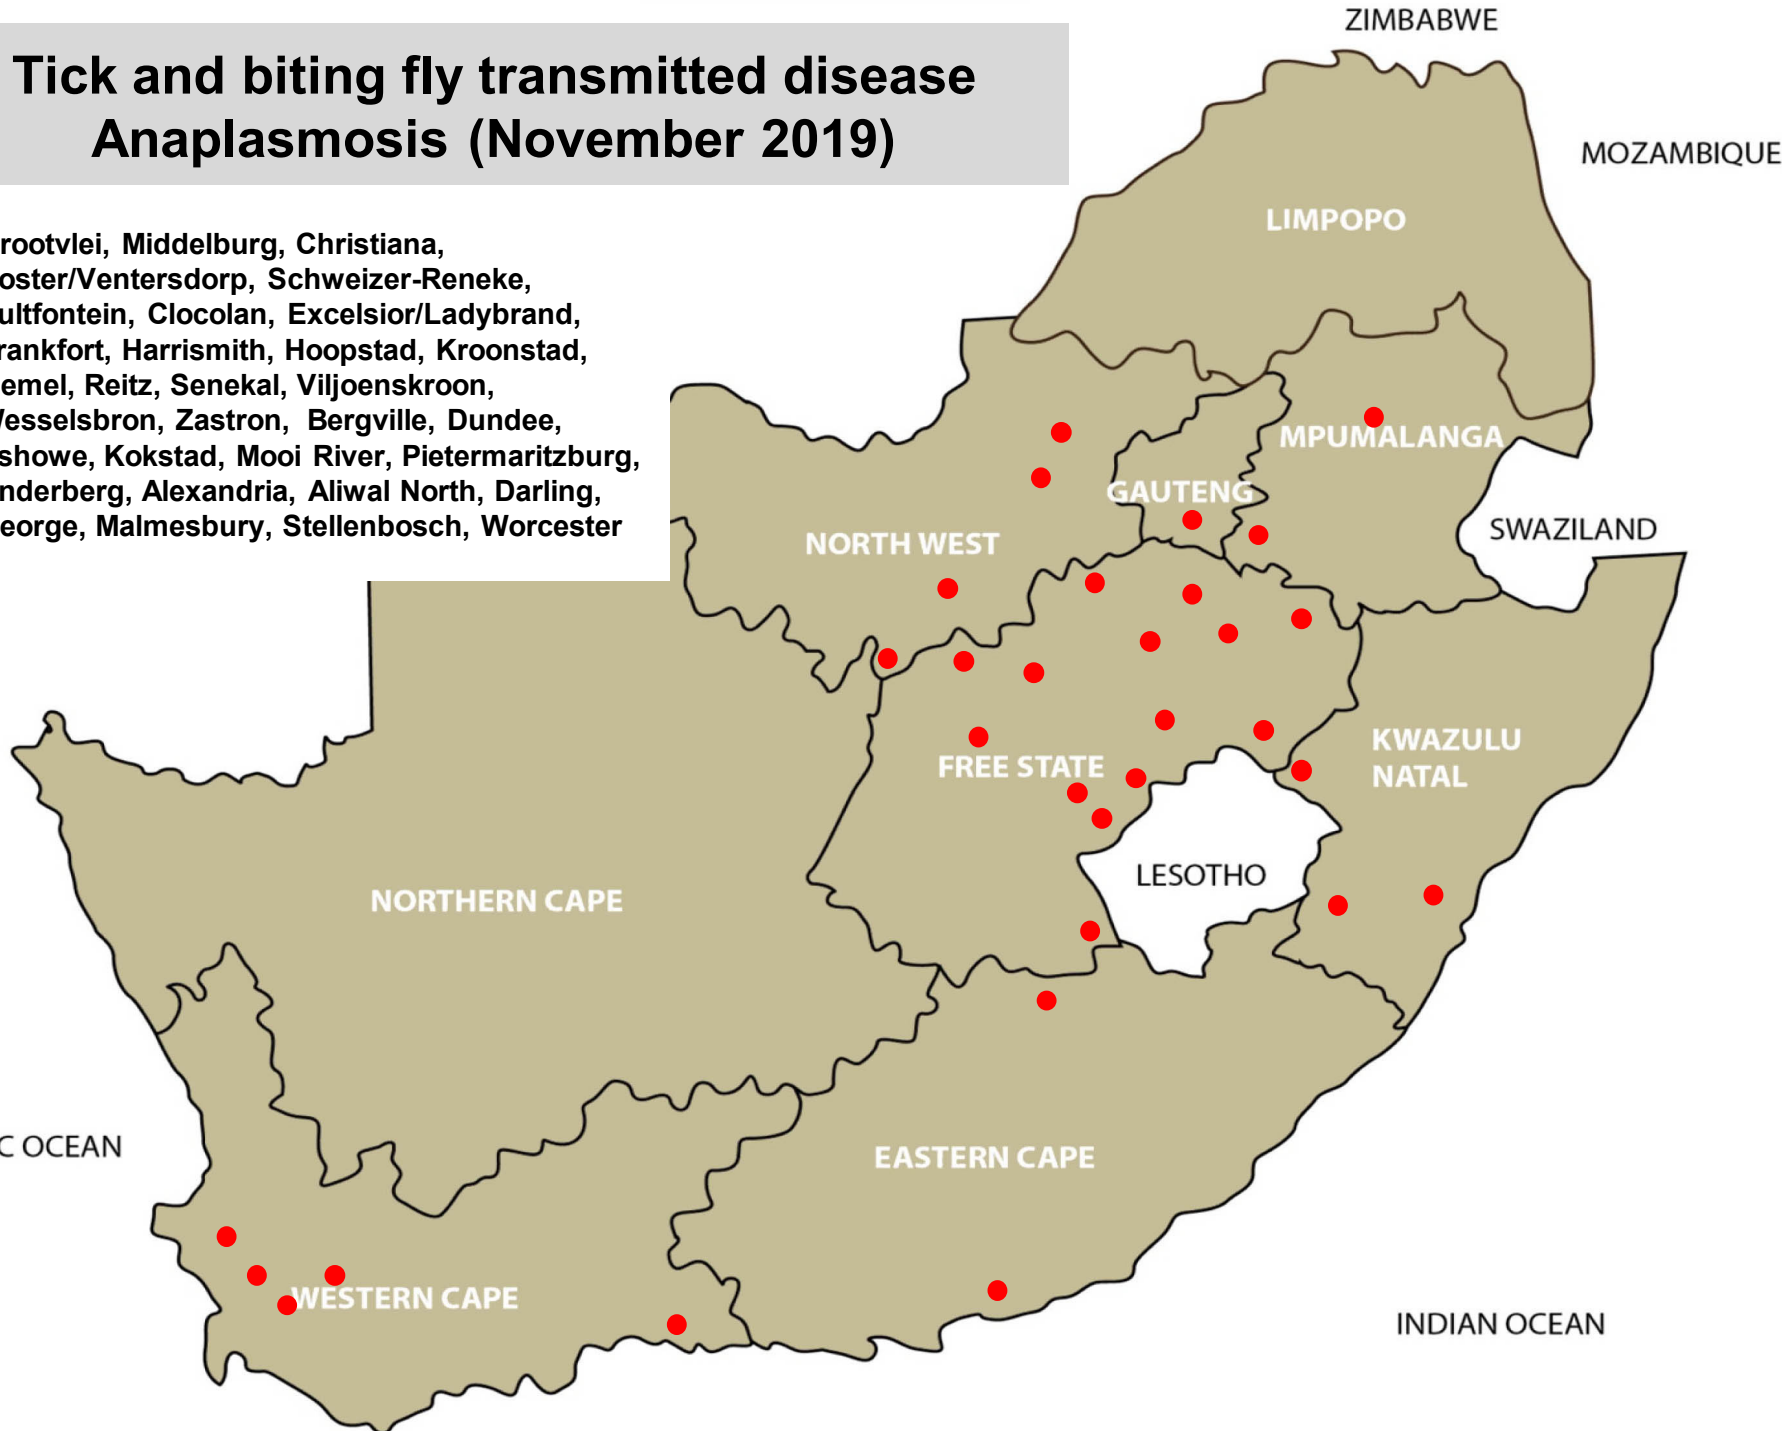 ZIMBABWE
Tick and biting fly transmitted disease
Anaplasmosis (November 2019)
MOZAMBIQUE
rootvlei, Middelburg, Christiana,
oster/Ventersdorp, Schweizer-Reneke,
ultfontein, Clocolan, Excelsior/Ladybrand,
rankfort, Harrismith, Hoopstad, Kroonstad,
emel, Reitz, Senekal, Viljoenskroon,
Wesselsbron, Zastron, Bergville, Dundee,
showe, Kokstad, Mooi River, Pietermaritzburg,
nderberg, Alexandria, Aliwal North, Darling,
eorge, Malmesbury, Stellenbosch, Worcester
LIMPOPO
MPUMALANGA
GAUTENG
NORTH WEST
SWAZILAND
KWAZULU
NATAL
FREE STATE
LESOTHO
NORTHERN CAPE
C OCEAN
EASTERN CAPE
WESTERN CAPE
INDIAN OCEAN